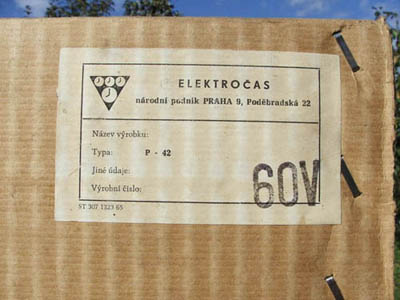 ELEKTROČAS
národní podnik PRAHA 9, Poděbradská 22
Název výrobku:
Typ: P - 42
Jiné údaje:
Výrobní číslo:
60V
ST 307 1323 65